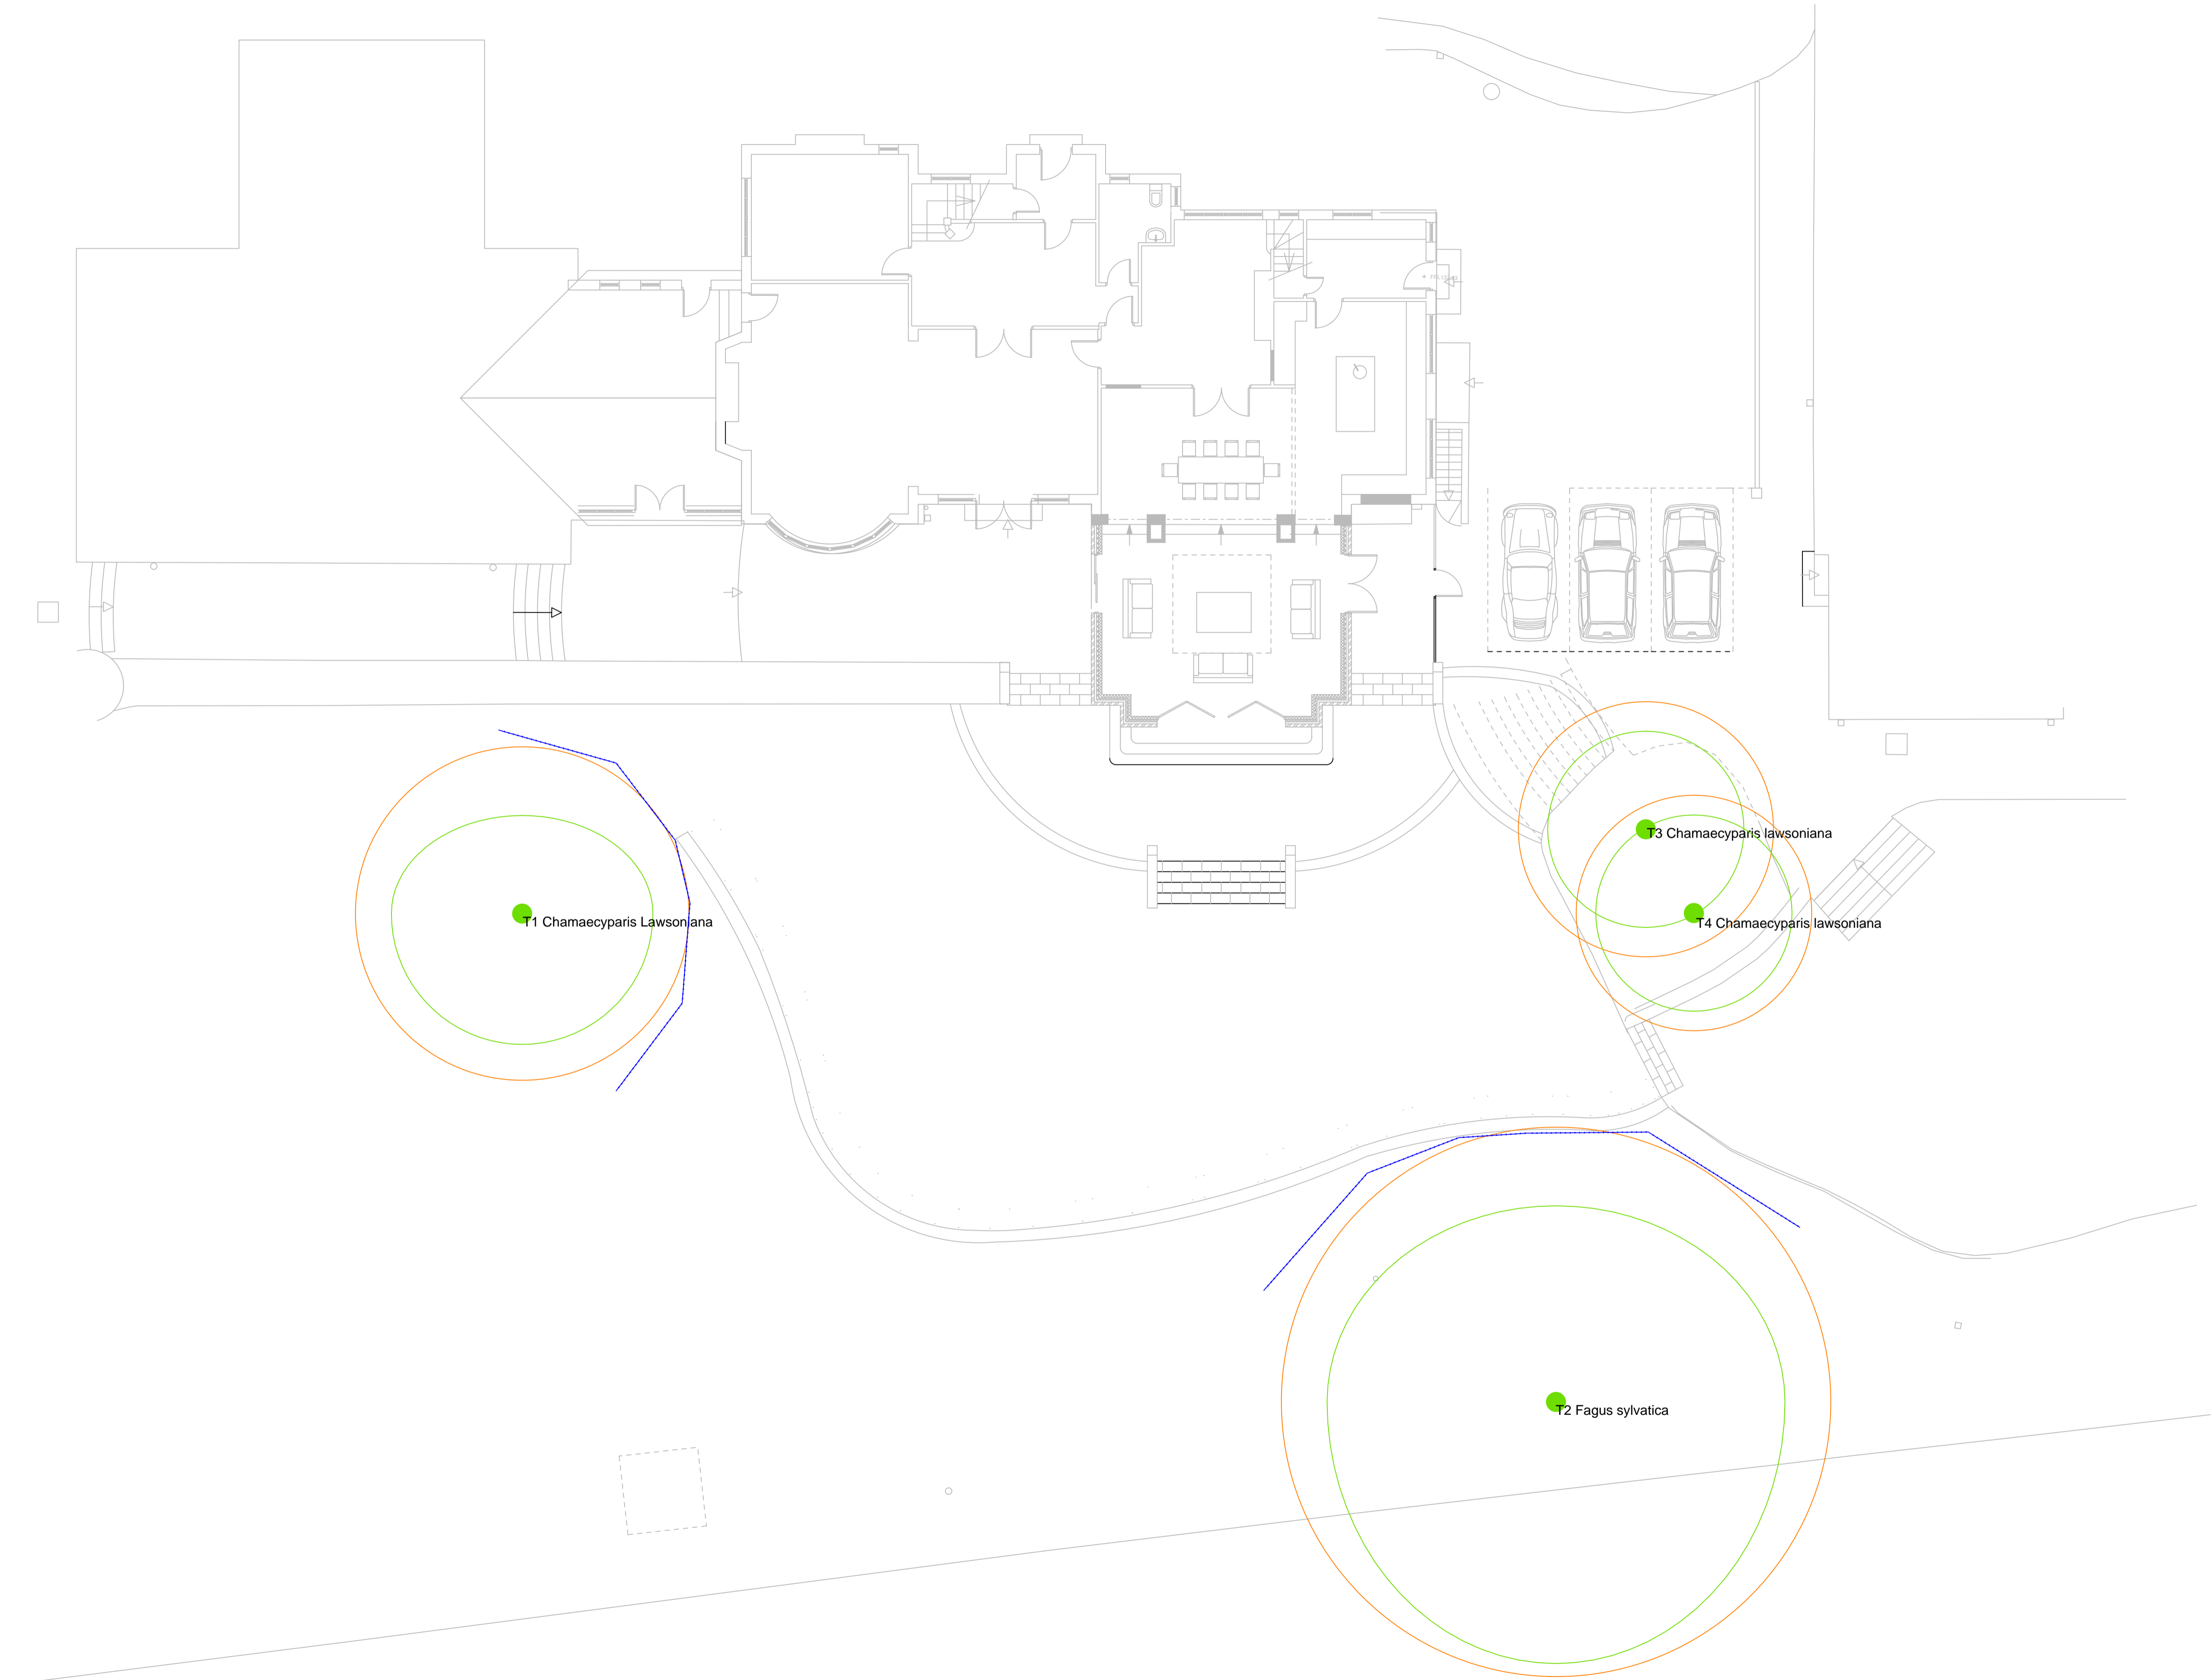 T3 Chamaecyparis lawsoniana
T1 Chamaecyparis Lawsoniana
T4 Chamaecyparis lawsoniana
T2 Fagus sylvatica